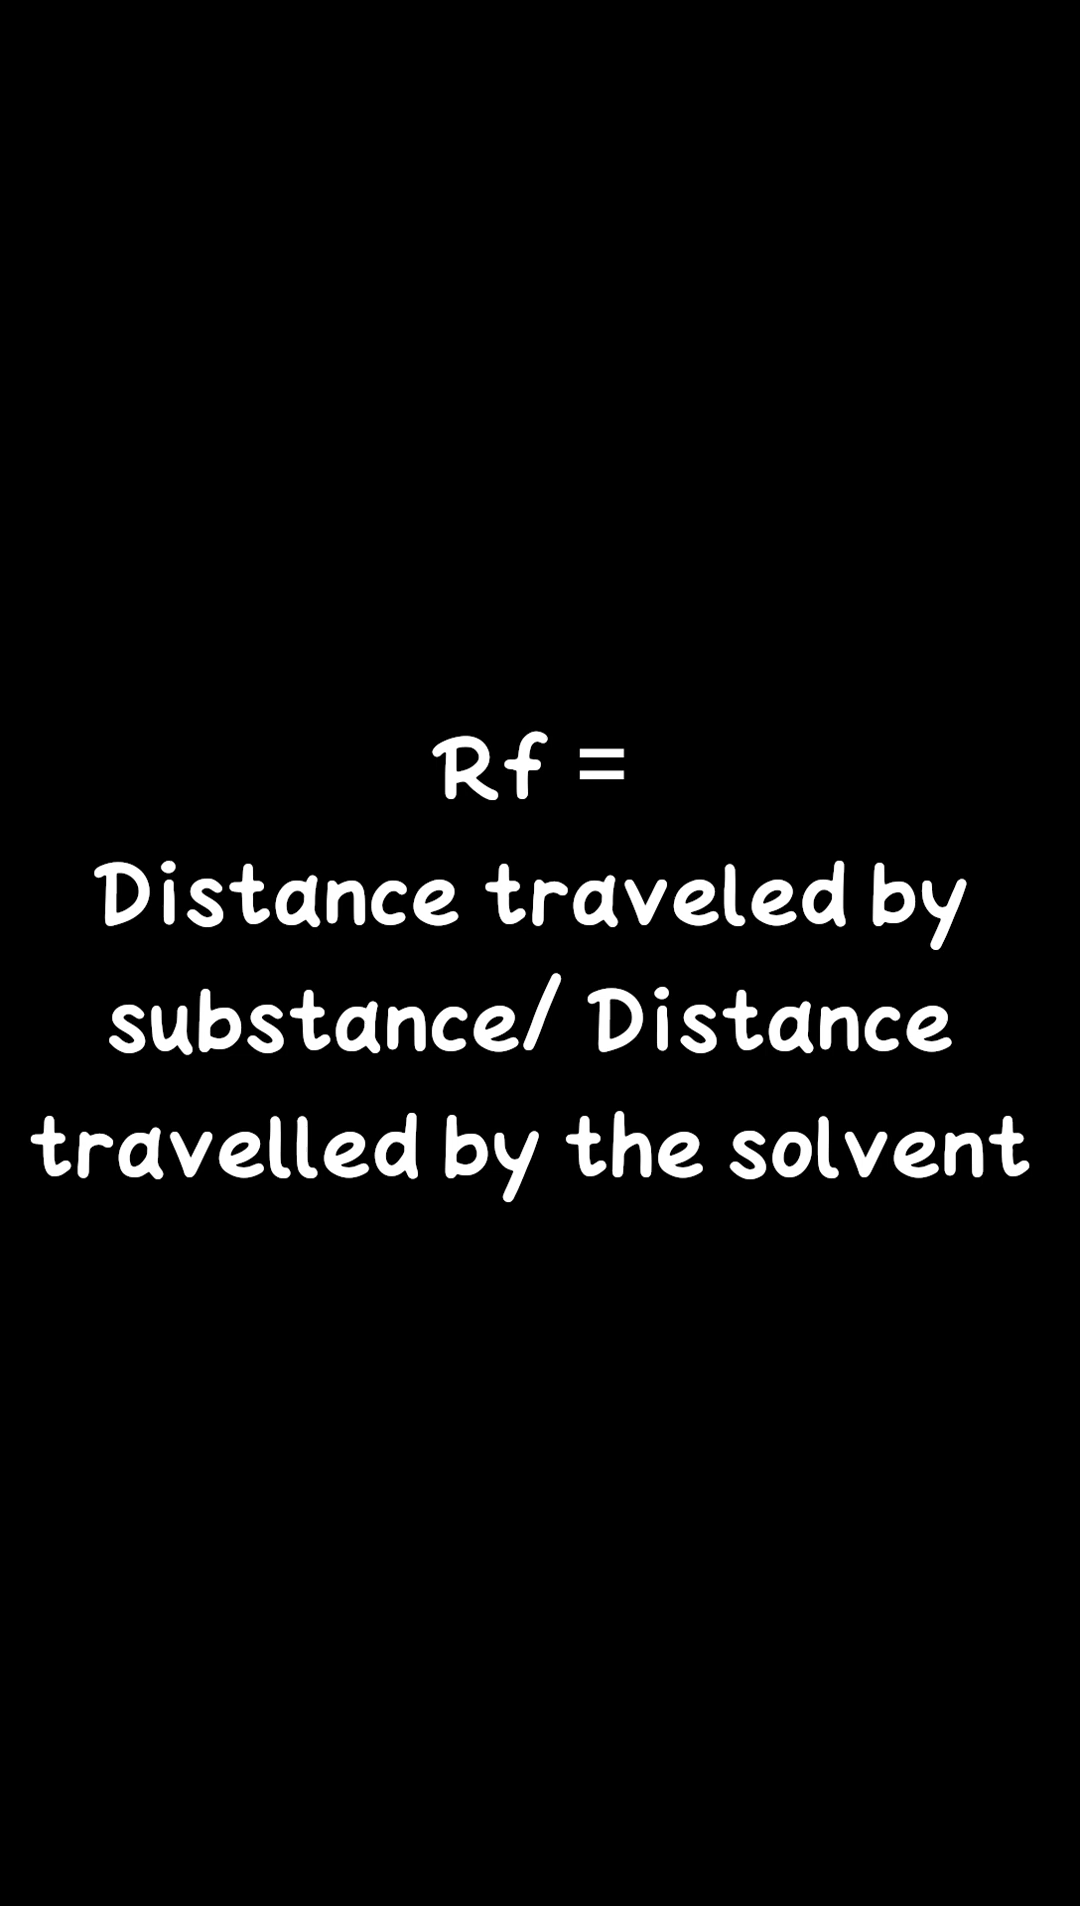 Rf =
Distance traveled by
substance/ Distance
travelled by the solvent